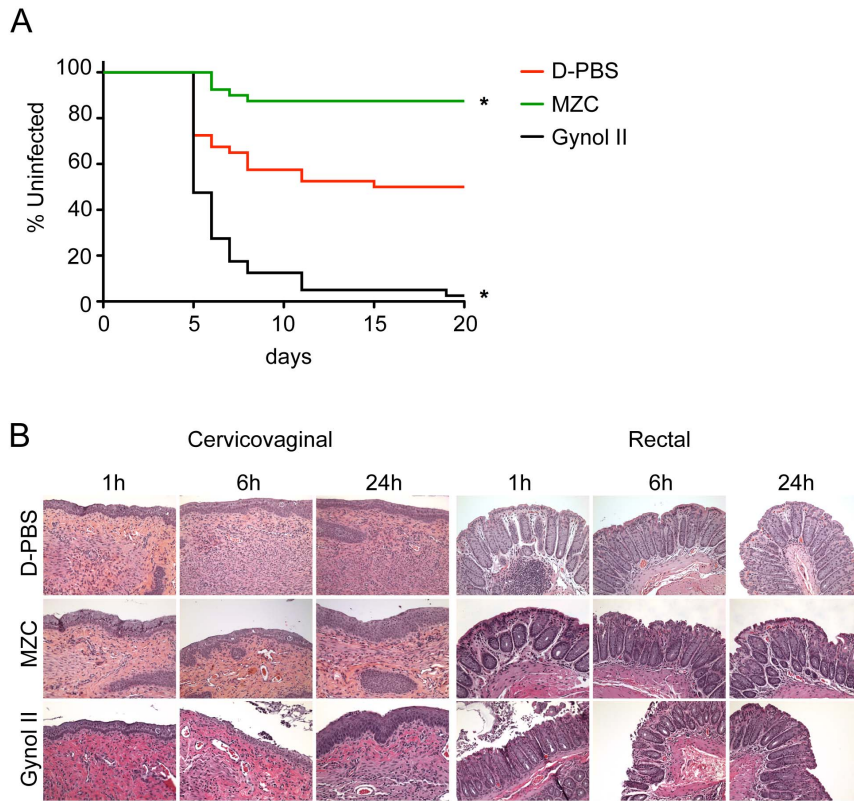 A
100
80
60
40
20
0
% Uninfected
0 5 10 15 20
days
D-PBS
MZC
Gynol II
*
*
B
Cervicovaginal Rectal
1h 6h 24h 1h 6h 24h
D-PBS
MZC
Gynol II